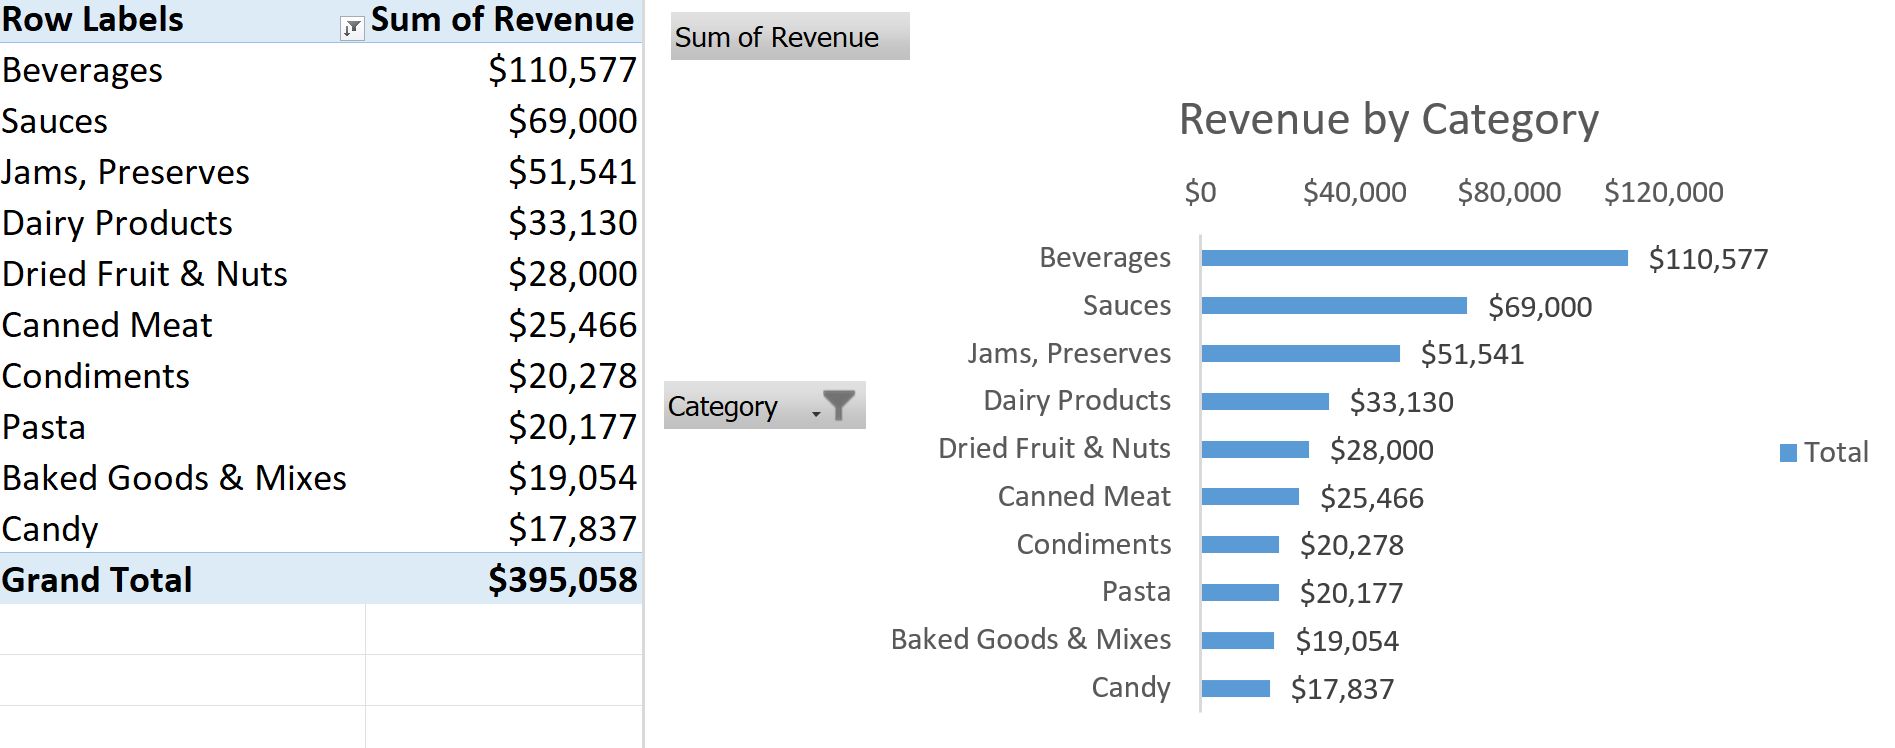 Row Labels Sum of Revenue
Beverages $110,577
Sauces $69,000
Jams, Preserves $51,541
Dairy Products $33,130
Dried Fruit & Nuts $28,000
Canned Meat $25,466
Condiments $20,278
Pasta $20,177
Baked Goods & Mixes $19,054
Candy $17,837
Grand Total $395,058
Sum of Revenue
Revenue by Category
$0 $40,000 $80,000 $120,000
Category
Beverages $110,577
Sauces $69,000
Jams, Preserves $51,541
Dairy Products $33,130
Dried Fruit & Nuts $28,000
Canned Meat $25,466
Condiments $20,278
Pasta $20,177
Baked Goods & Mixes $19,054
Candy $17,837
Total